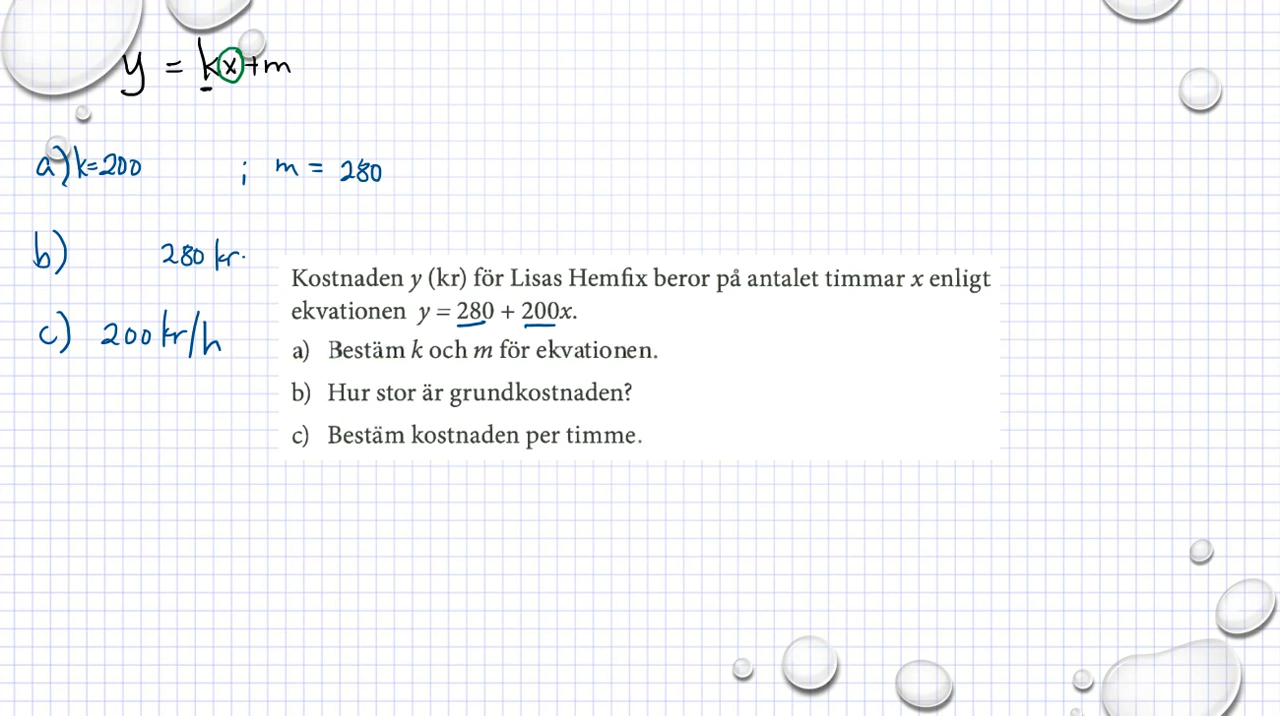 y = kx+m
a) k=200 ; m = 280
b) 280 kr.
c) 200 kr/h
Kostnaden y (kr) för Lisas Hemfix beror på antalet timmar x enligt
ekvationen y = 280 + 200x.
a) Bestäm k och m för ekvationen.
b) Hur stor är grundkostnaden?
c) Bestäm kostnaden per timme.